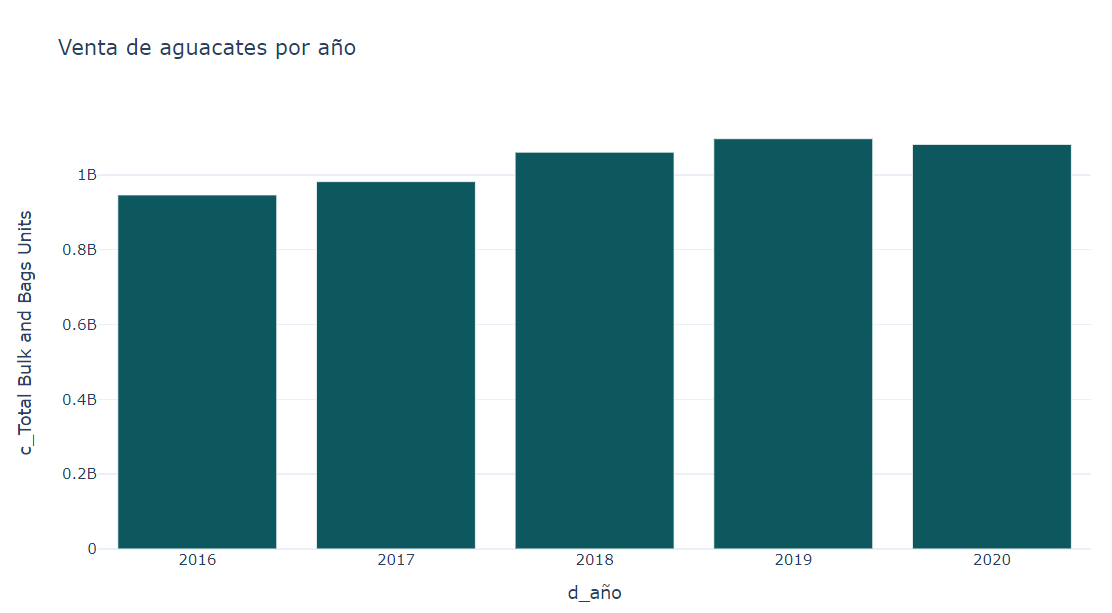 Venta de aguacates por año
c_Total Bulk and Bags Units
1B
0.8B
0.6B
0.4B
0.2B
0
2016
2017
2018
2019
2020
d_año